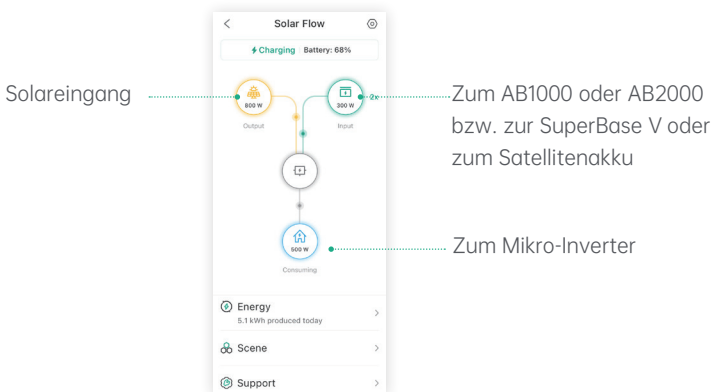 Solar Flow
Charging Battery: 68%
Solareingang
800 W
Output
300 W
2x
Input
Zum AB1000 oder AB2000
bzw. zur SuperBase V oder
zum Satellitenakku
500 W
Consuming
Zum Mikro-Inverter
Energy
5.1 kWh produced today
Scene
Support